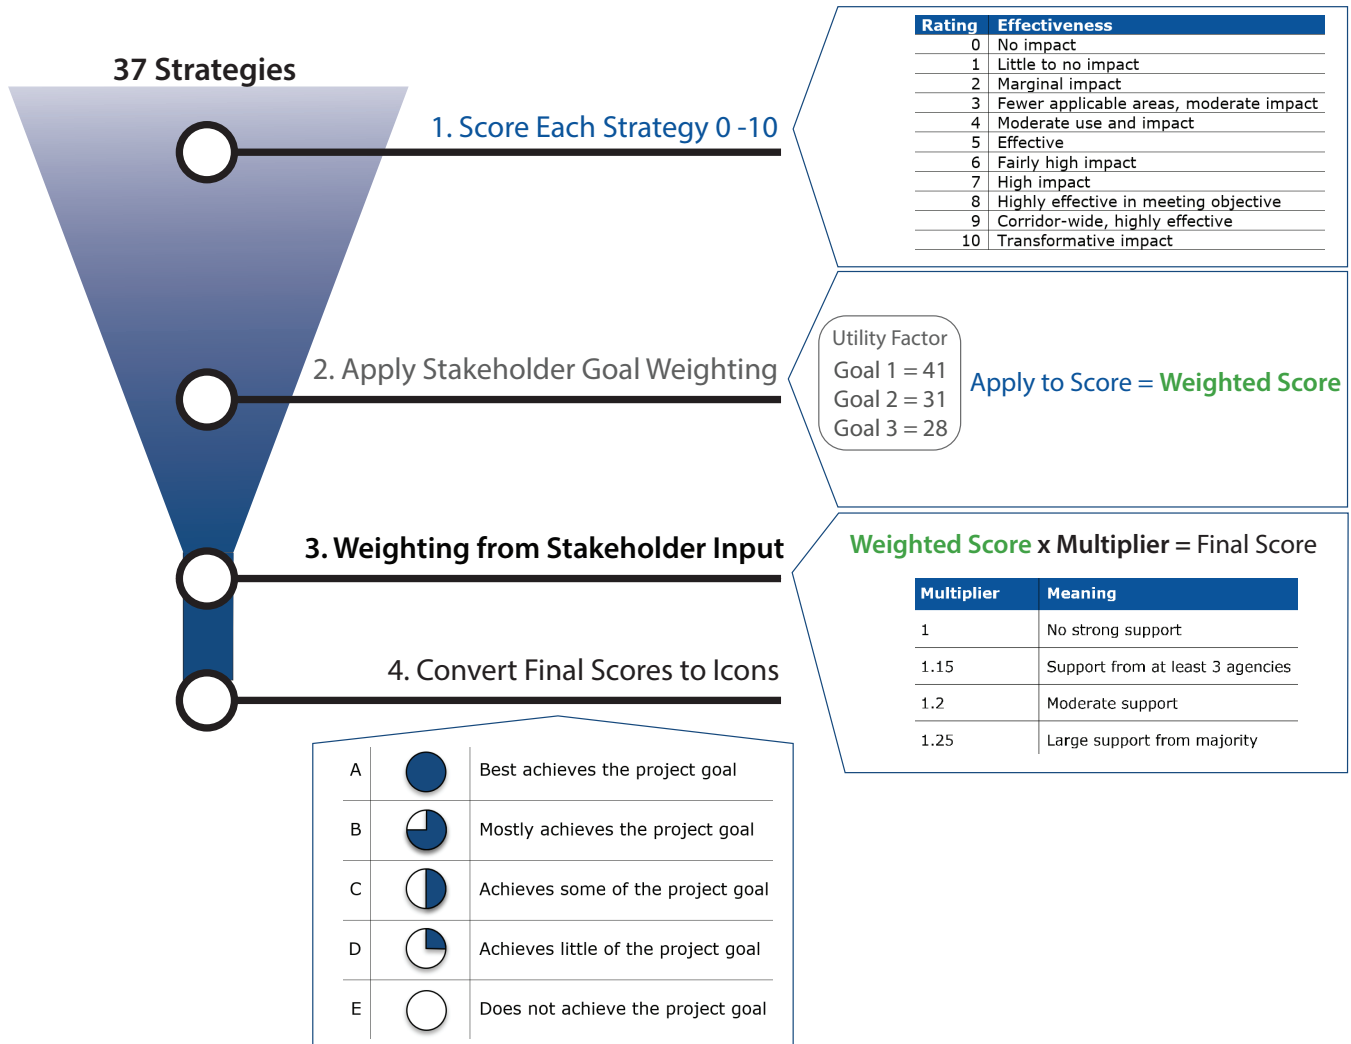 37 Strategies
1. Score Each Strategy 0 -10
Rating Effectiveness
0 No impact
1 Little to no impact
2 Marginal impact
3 Fewer applicable areas, moderate impact
4 Moderate use and impact
5 Effective
6 Fairly high impact
7 High impact
8 Highly effective in meeting objective
9 Corridor-wide, highly effective
10 Transformative impact
2. Apply Stakeholder Goal Weighting
Utility Factor
Goal 1 = 41
Goal 2 = 31
Goal 3 = 28
Apply to Score = Weighted Score
3. Weighting from Stakeholder Input
Weighted Score x Multiplier = Final Score
Multiplier Meaning
1 No strong support
1.15 Support from at least 3 agencies
1.2 Moderate support
1.25 Large support from majority
4. Convert Final Scores to Icons
A Best achieves the project goal
B Mostly achieves the project goal
C Achieves some of the project goal
D Achieves little of the project goal
E Does not achieve the project goal